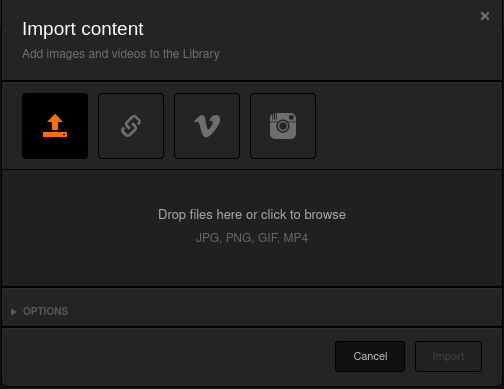 Import content
Add images and videos to the Library
Drop files here or click to browse
JPG, PNG, GIF, MP4
OPTIONS
Cancel Import